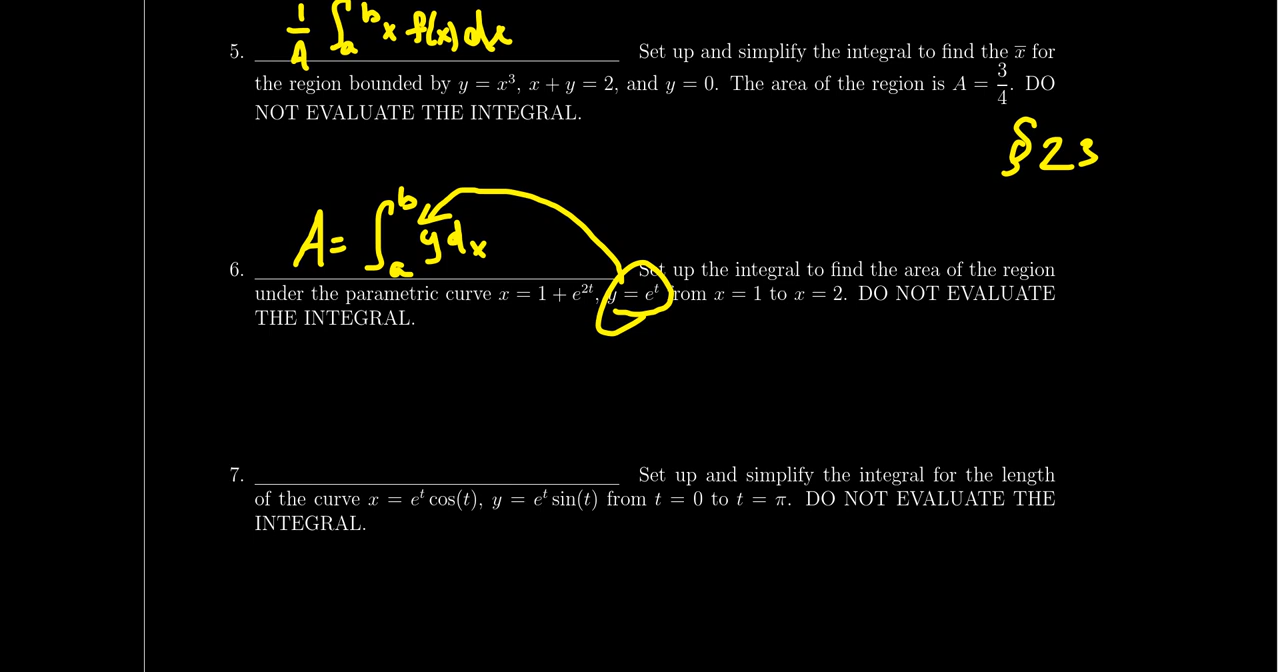 1/A ∫_a^b x f(x) dx
5. ____________ Set up and simplify the integral to find the x̄ for
the region bounded by y = x³, x + y = 2, and y = 0. The area of the region is A = 3/4. DO
NOT EVALUATE THE INTEGRAL.
§23
A = ∫_a^b y dx
6. ____________ Set up the integral to find the area of the region
under the parametric curve x = 1 + e^{2t}, y = e^t from x = 1 to x = 2. DO NOT EVALUATE
THE INTEGRAL.
7. ____________ Set up and simplify the integral for the length
of the curve x = e^t cos(t), y = e^t sin(t) from t = 0 to t = π. DO NOT EVALUATE THE
INTEGRAL.